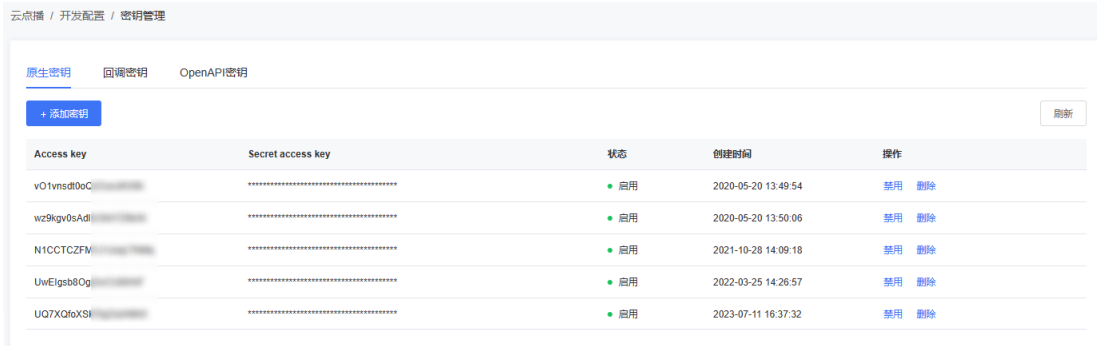 云点播 / 开发配置 / 密钥管理
原生密钥 回调密钥 OpenAPI密钥
+ 添加密钥 刷新
Access key Secret access key 状态 创建时间 操作
vO1vnsdt0oC **************************************** 启用 2020-05-20 13:49:54 禁用 删除
wz9kgv0sAdl **************************************** 启用 2020-05-20 13:50:06 禁用 删除
N1CCTCZFM **************************************** 启用 2021-10-28 14:09:18 禁用 删除
UwEIgsb8Og **************************************** 启用 2022-03-25 14:26:57 禁用 删除
UQ7XQfoXSK **************************************** 启用 2023-07-11 16:37:32 禁用 删除